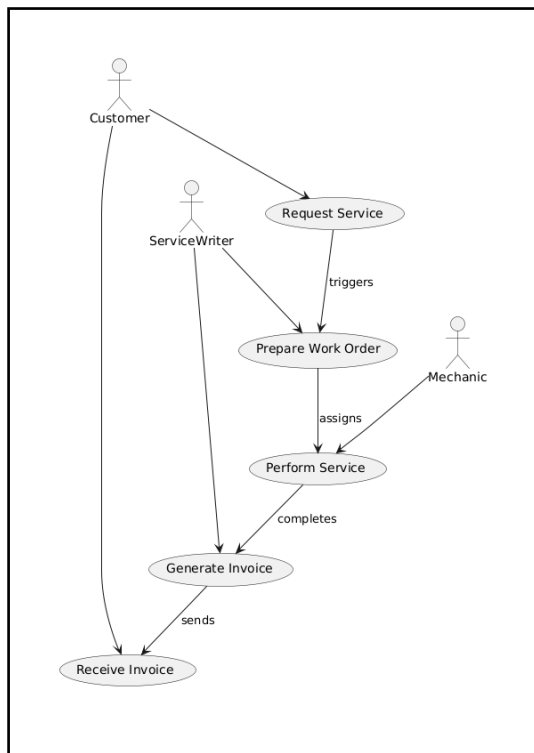 Customer
ServiceWriter
Request Service
triggers
Prepare Work Order
Mechanic
assigns
Perform Service
completes
Generate Invoice
sends
Receive Invoice